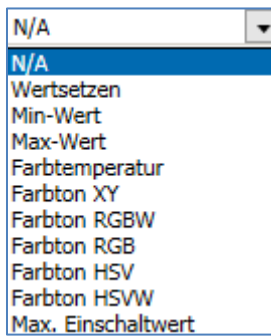 N/A
N/A
Wertsetzen
Min-Wert
Max-Wert
Farbtemperatur
Farbton XY
Farbton RGBW
Farbton RGB
Farbton HSV
Farbton HSVW
Max. Einschaltwert